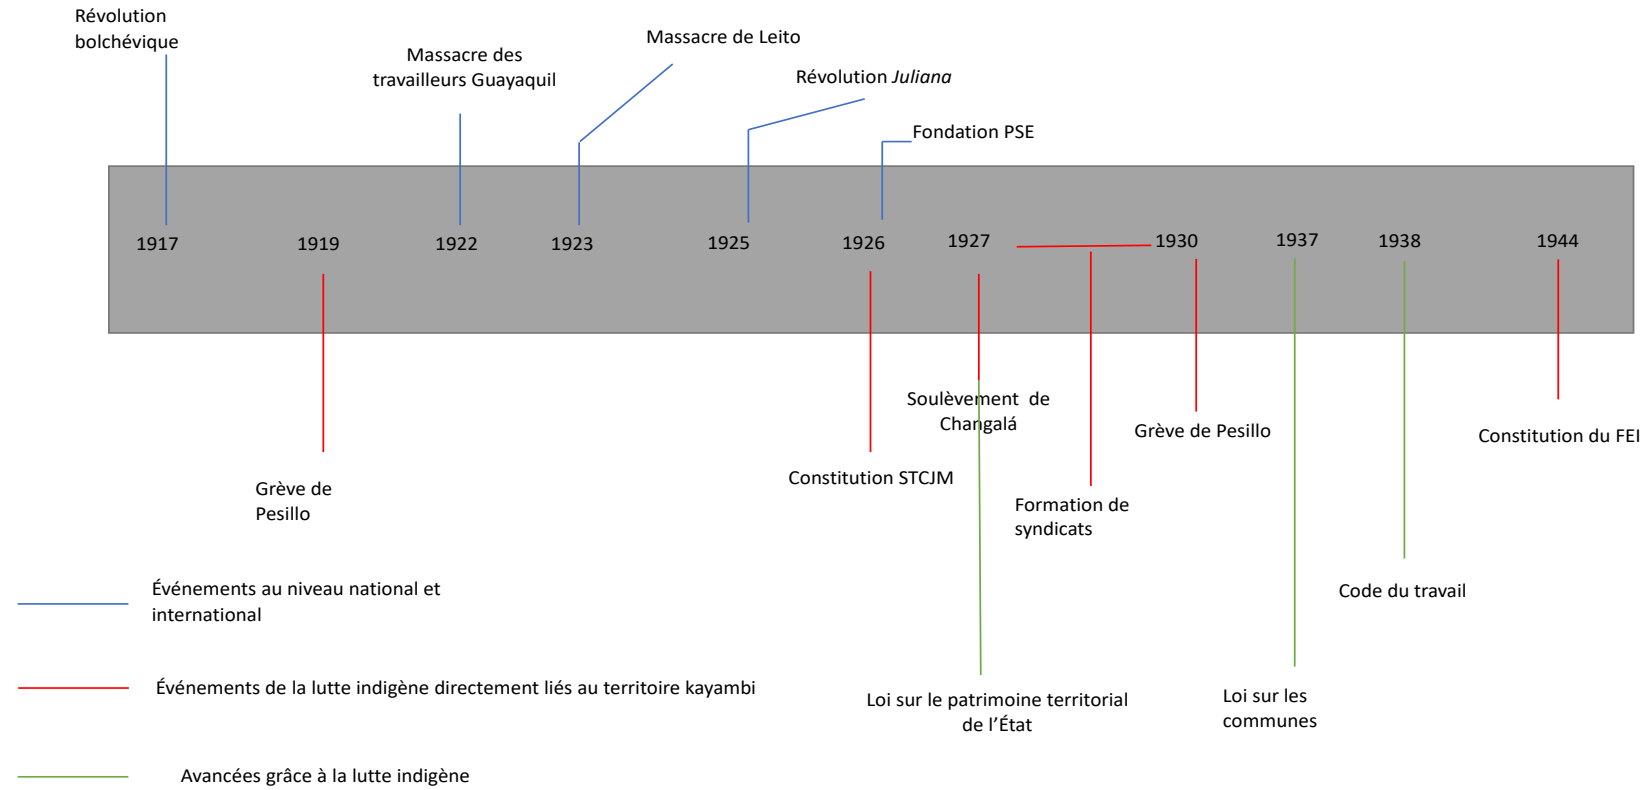 Révolution
bolchévique
Massacre des
travailleurs Guayaquil
Massacre de Leito
Révolution Juliana
Fondation PSE
1917
1919
1922
1923
1925
1926
1927
1930
1937
1938
1944
Grève de
Pesillo
Constitution STCJM
Soulèvement de
Changalá
Formation de
syndicats
Grève de Pesillo
Constitution du FEI
Code du travail
Loi sur le patrimoine territorial
de l’État
Loi sur les
communes
Événements au niveau national et
international
Événements de la lutte indigène directement liés au territoire kayambi
Avancées grâce à la lutte indigène